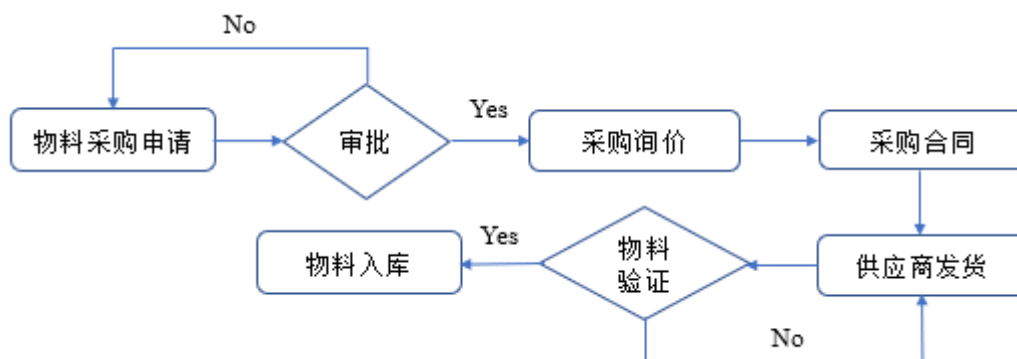 No
物料采购申请
审批
Yes
采购询价
采购合同
物料入库
Yes
物料
验证
供应商发货
No